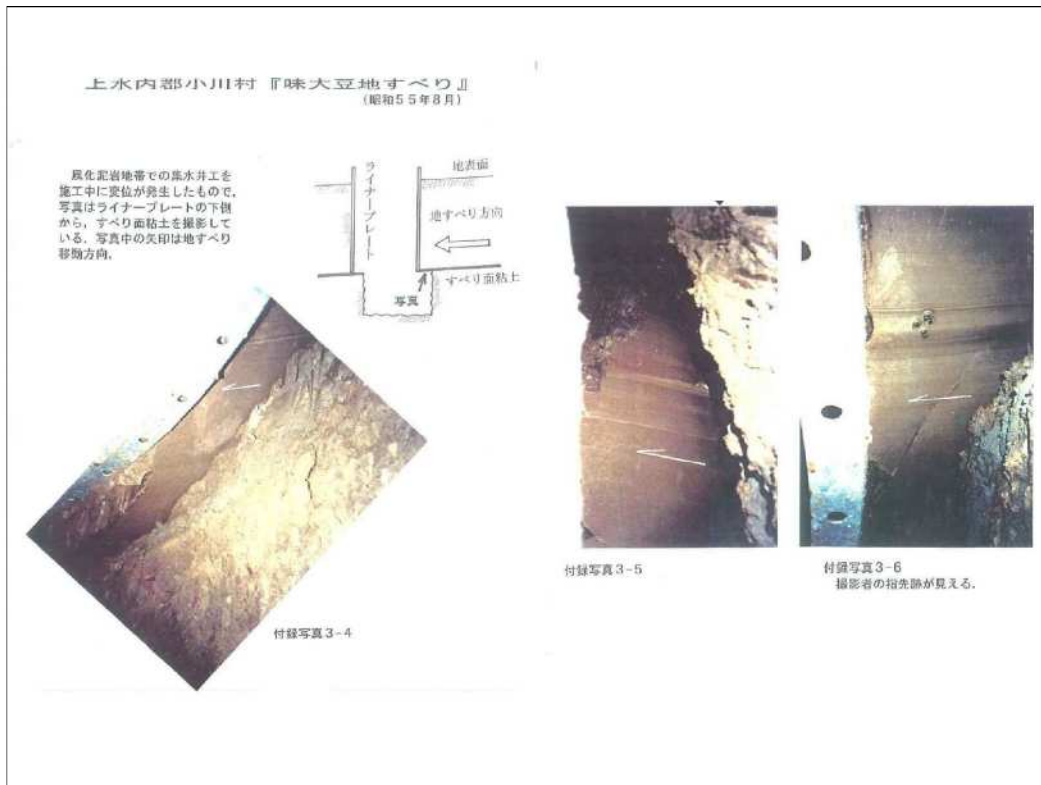 上水内郡小川村『味大豆地すべり』
(昭和55年8月)
風化泥岩地帯での集水井工を
施工中に変位が発生したもので、
写真はライナープレートの下側
から、すべり面粘土を撮影して
いる。写真中の矢印は地すべり
移動方向。
ライナープレート
地表面
地すべり方向
すべり面粘土
写真
付録写真3-4
付録写真3-5
付録写真3-6
撮影者の指先跡が見える.